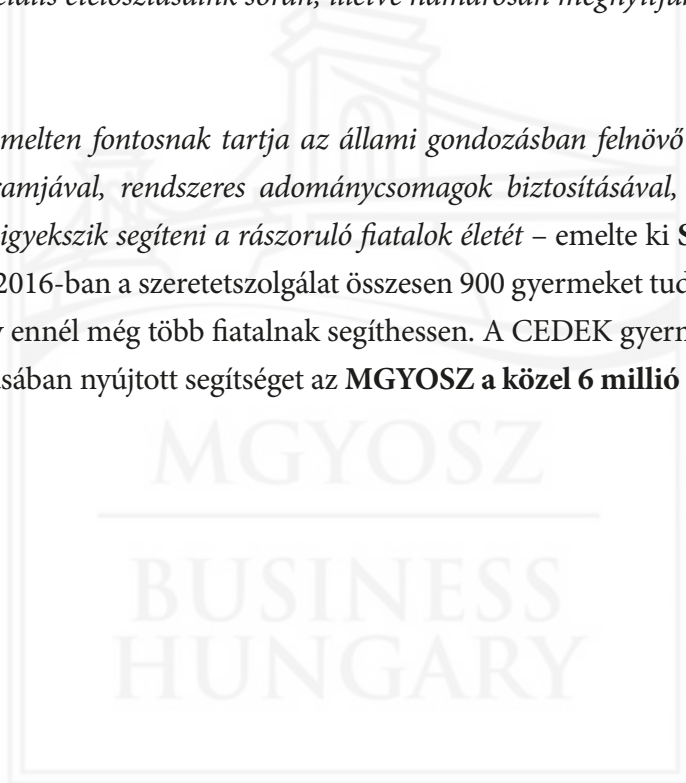 melten fontosnak tartja az állami gondozásban felnövő
ramjával, rendszeres adománycsomagok biztosításával,
igyekszik segíteni a rászoruló fiatalok életét – emelte ki S
2016-ban a szeretetszolgálat összesen 900 gyermeket tud
ennél még több fiatalnak segíthessen. A CEDEK gyerm
ásában nyújtott segítséget az MGYOSZ a közel 6 millió
MGYOSZ
BUSINESS
HUNGARY